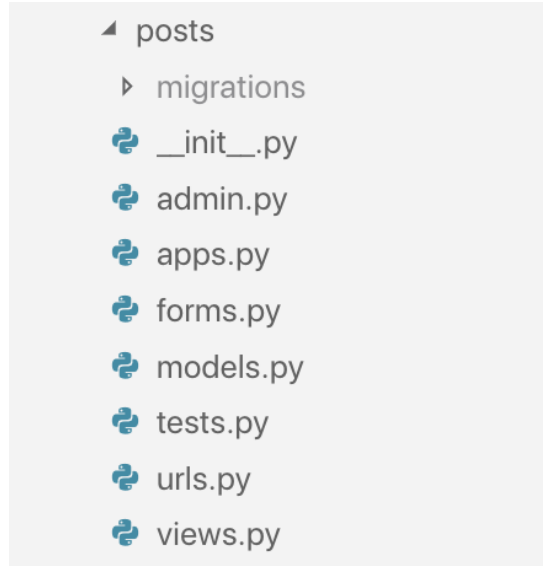 posts
migrations
__init__.py
admin.py
apps.py
forms.py
models.py
tests.py
urls.py
views.py